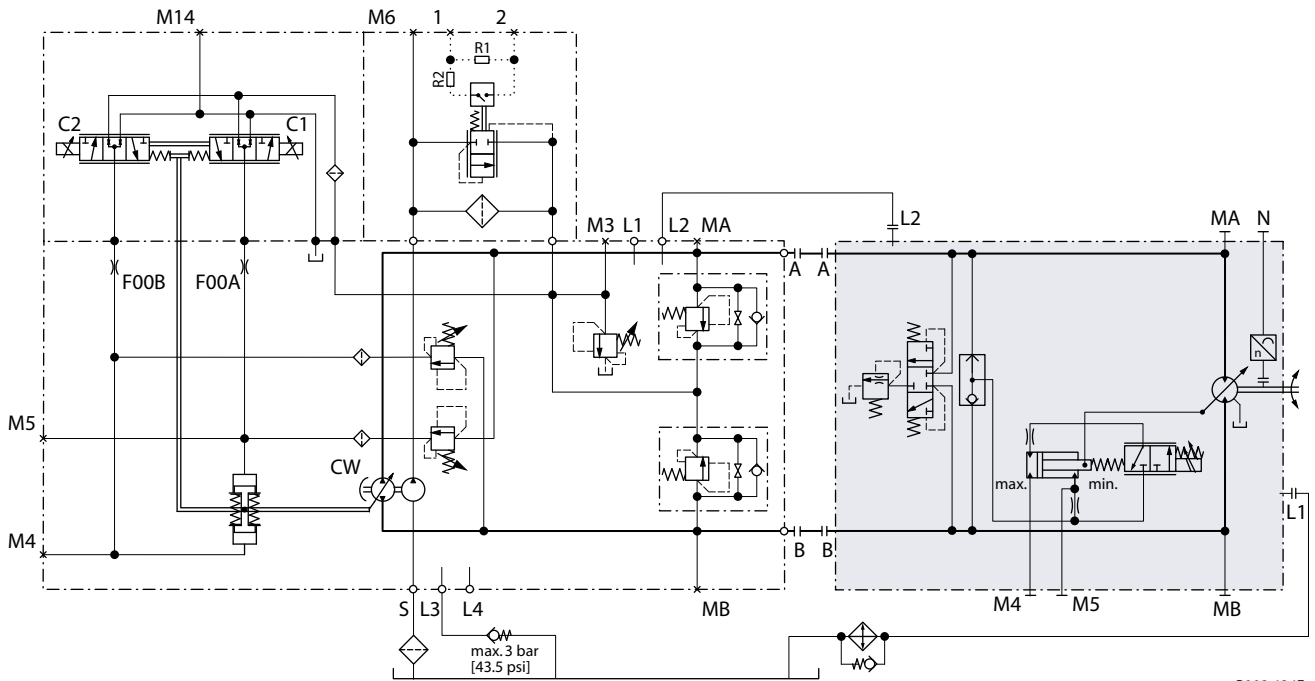 M14 M6 1 2
R1
R2
C2 C1
M3 L1 L2 MA L2 MA N
A A
F00B F00A
n
M5
CW
max. min.
L1
M4
B B
S L3 L4 MB M4 M5 MB
max. 3 bar
[43.5 psi]